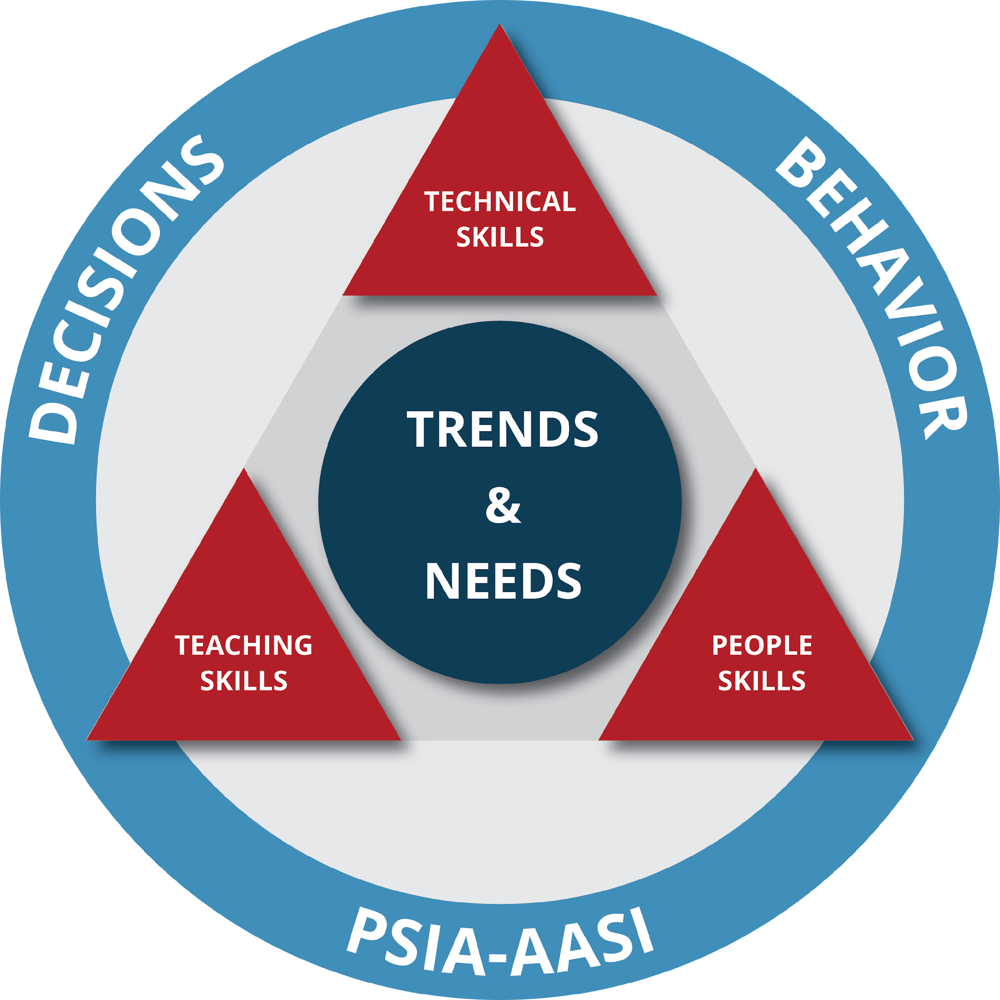 DECISIONS
BEHAVIOR
TECHNICAL
SKILLS
TRENDS
&
NEEDS
TEACHING
SKILLS
PEOPLE
SKILLS
PSIA-AASI